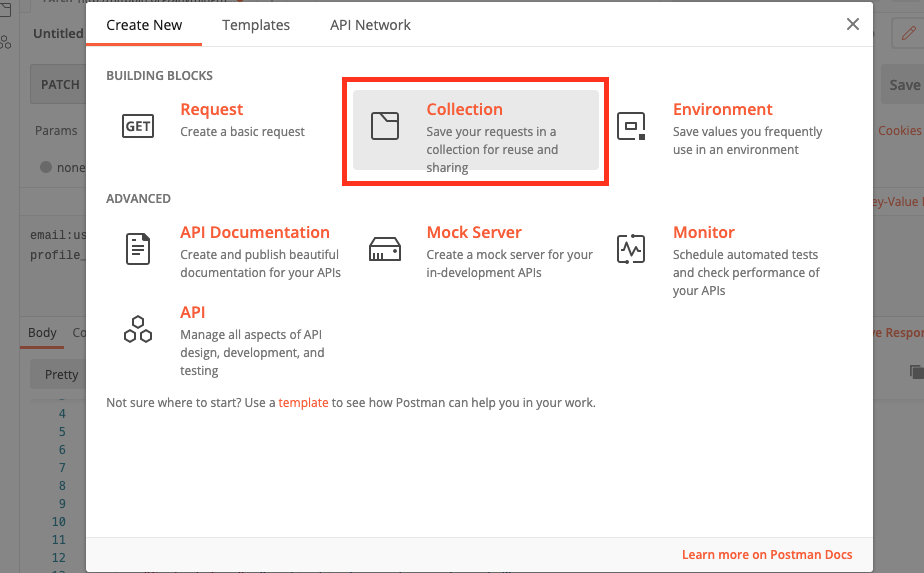 Create New Templates API Network
Untitled
BUILDING BLOCKS
PATCH
Save
GET
Request
Create a basic request
Collection
Save your requests in a
collection for reuse and
sharing
Environment
Save values you frequently
use in an environment
Params
Cookies
none
ADVANCED
email:us
profile_
API Documentation
Create and publish beautiful
documentation for your APIs
Mock Server
Create a mock server for your
in-development APIs
Monitor
Schedule automated tests
and check performance of
your APIs
API
Manage all aspects of API
design, development, and
testing
Body Co
Pretty
Not sure where to start? Use a template to see how Postman can help you in your work.
4
5
6
7
8
9
10
11
12
Learn more on Postman Docs